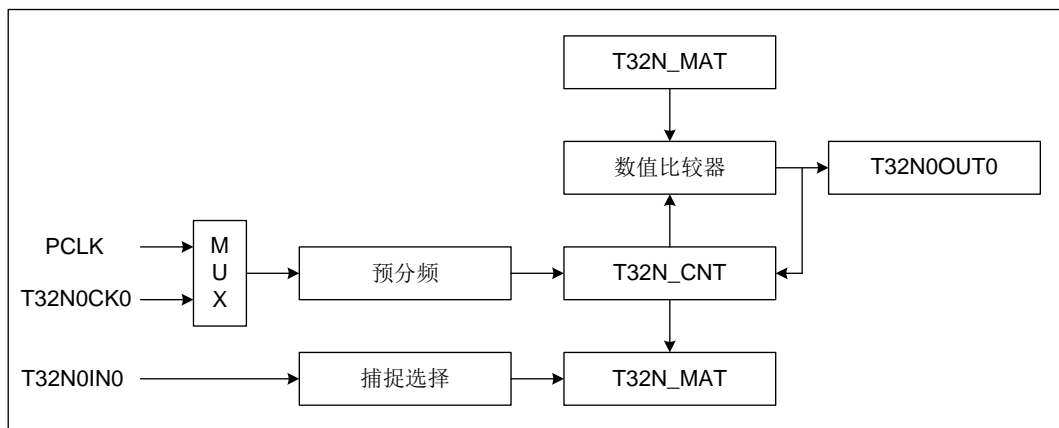 T32N_MAT
数值比较器
T32N0OUT0
PCLK
M
U
X
预分频
T32N_CNT
T32N0CK0
T32N0IN0
捕捉选择
T32N_MAT